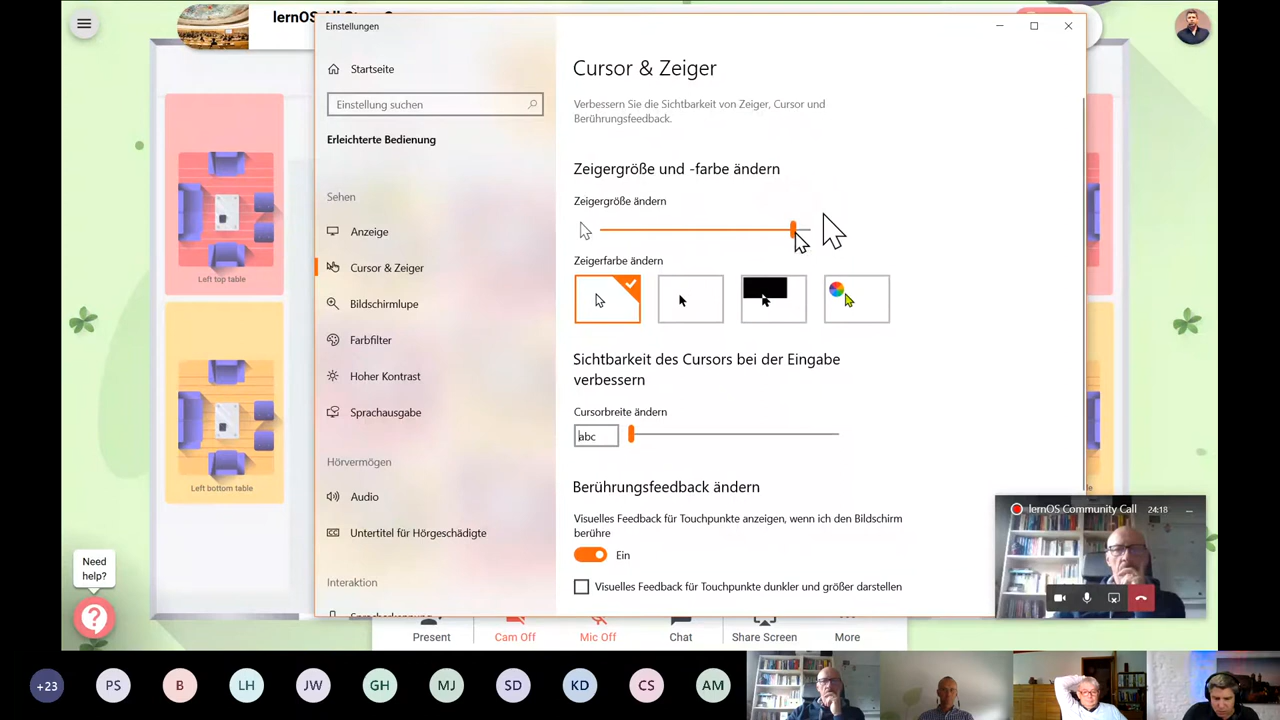 lernOS
Einstellungen
Startseite
Einstellung suchen
Erleichterte Bedienung
Sehen
Anzeige
Cursor & Zeiger
Bildschirmlupe
Farbfilter
Hoher Kontrast
Sprachausgabe
Hörvermögen
Audio
Untertitel für Hörgeschädigte
Interaktion
Cursor & Zeiger
Verbessern Sie die Sichtbarkeit von Zeiger, Cursor und
Berührungsfeedback.
Zeigergröße und -farbe ändern
Zeigergröße ändern
Zeigerfarbe ändern
Sichtbarkeit des Cursors bei der Eingabe
verbessern
Cursorbreite ändern
abc
Berührungsfeedback ändern
Visuelles Feedback für Touchpunkte anzeigen, wenn ich den Bildschirm
berühre
Ein
Visuelles Feedback für Touchpunkte dunkler und größer darstellen
Left top table
Left bottom table
Need
help?
lernOS Community Call 24:18
Present
Cam Off
Mic Off
Chat
Share Screen
More
+23
PS
B
LH
JW
GH
MJ
SD
KD
CS
AM